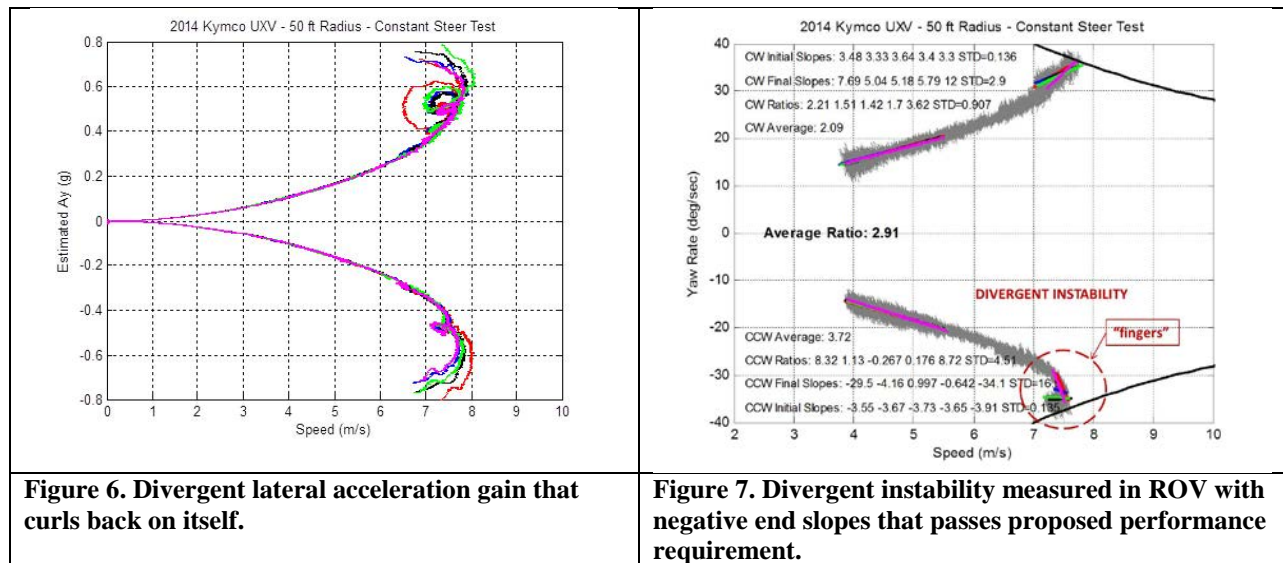 2014 Kymco UXV - 50 ft Radius - Constant Steer Test
0.8
0.6
0.4
0.2
0
-0.2
-0.4
-0.6
-0.8
Estimated Ay (g)
0 1 2 3 4 5 6 7 8 9 10
Speed (m/s)
2014 Kymco UXV - 50 ft Radius - Constant Steer Test
40
30
20
10
0
-10
-20
-30
-40
Yaw Rate (deg/sec)
CW Initial Slopes: 3.48 3.33 3.64 3.4 3.3 STD=0.136
CW Final Slopes: 7.69 5.04 5.18 5.79 12 STD=2.9
CW Ratios: 2.21 1.51 1.42 1.7 3.62 STD=0.907
CW Average: 2.09
Average Ratio: 2.91
DIVERGENT INSTABILITY
"fingers"
CCW Average: 3.72
CCW Ratios: 8.32 1.13 -0.267 0.176 8.72 STD=4.51
CCW Final Slopes: -29.5 -4.16 0.997 -0.642 -34.1 STD=16
CCW Initial Slopes: -3.55 -3.67 -3.73 -3.65 -3.91 STD=0.135
2 3 4 5 6 7 8 9 10
Speed (m/s)
Figure 6. Divergent lateral acceleration gain that
curls back on itself.
Figure 7. Divergent instability measured in ROV with
negative end slopes that passes proposed performance
requirement.